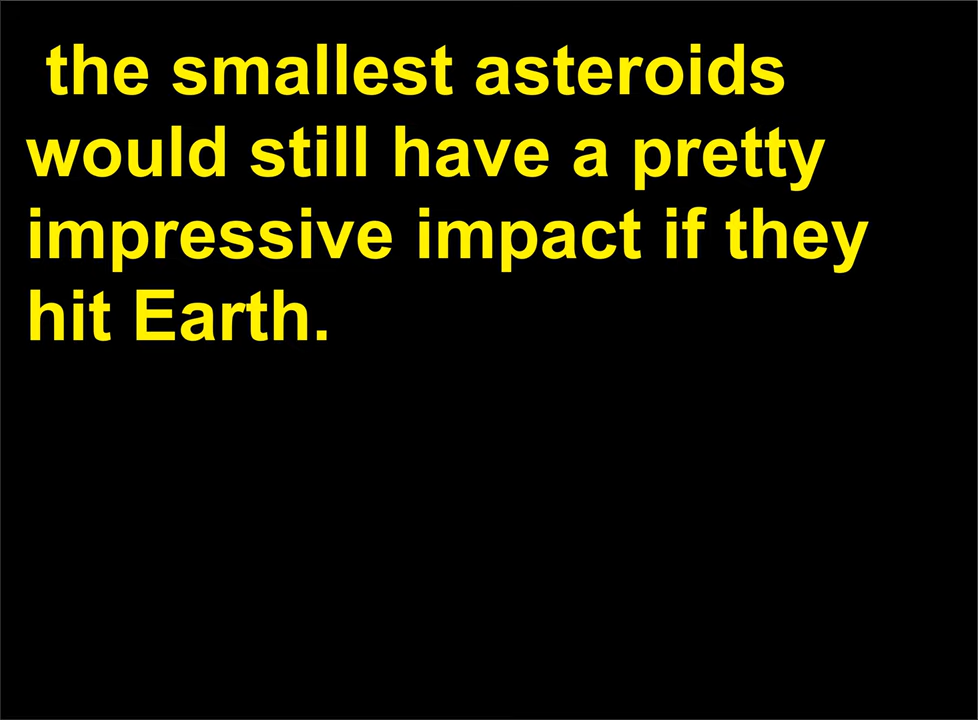 the smallest asteroids
would still have a pretty
impressive impact if they
hit Earth.